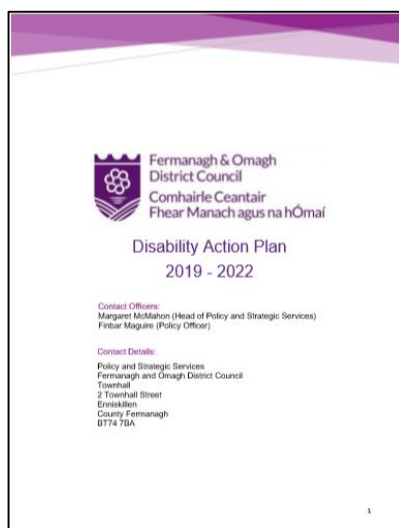 Fermanagh & Omagh
District Council
Comhairle Ceantair
Fhear Manach agus na hÓmaí
Disability Action Plan
2019 - 2022
Contact Officers:
Margaret McMahon (Head of Policy and Strategic Services)
Finbar Maguire (Policy Officer)
Contact Details:
Policy and Strategic Services
Fermanagh and Omagh District Council
Townhall
2 Townhall Street
Enniskillen
County Fermanagh
BT74 7BA
1